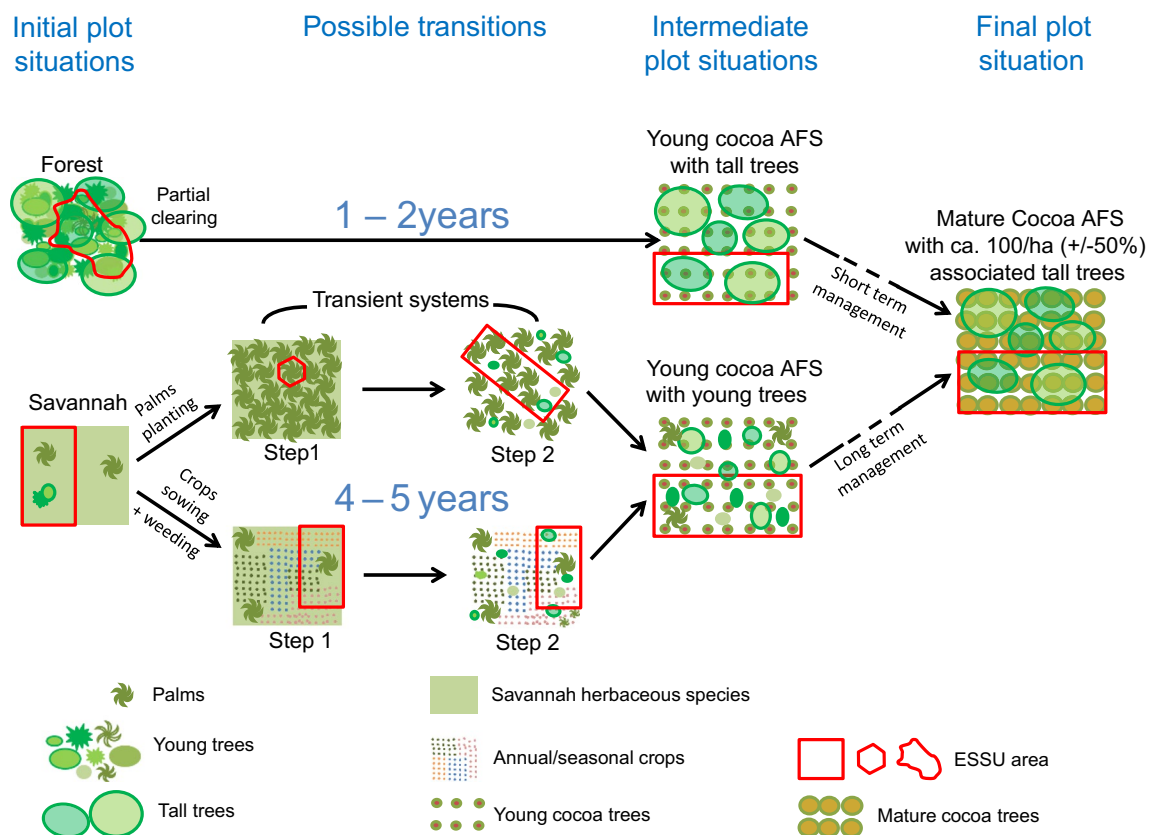 Initial plot
situations
Possible transitions
Intermediate
plot situations
Final plot
situation
Forest
Partial
clearing
1 – 2years
Young cocoa AFS
with tall trees
Short term
management
Mature Cocoa AFS
with ca. 100/ha (+/-50%)
associated tall trees
Transient systems
Savannah
Palms
planting
Step1
Step 2
Young cocoa AFS
with young trees
Long term
management
Crops
sowing
+ weeding
4 – 5 years
Step 1
Step 2
Palms
Savannah herbaceous species
Young trees
Annual/seasonal crops
ESSU area
Tall trees
Young cocoa trees
Mature cocoa trees